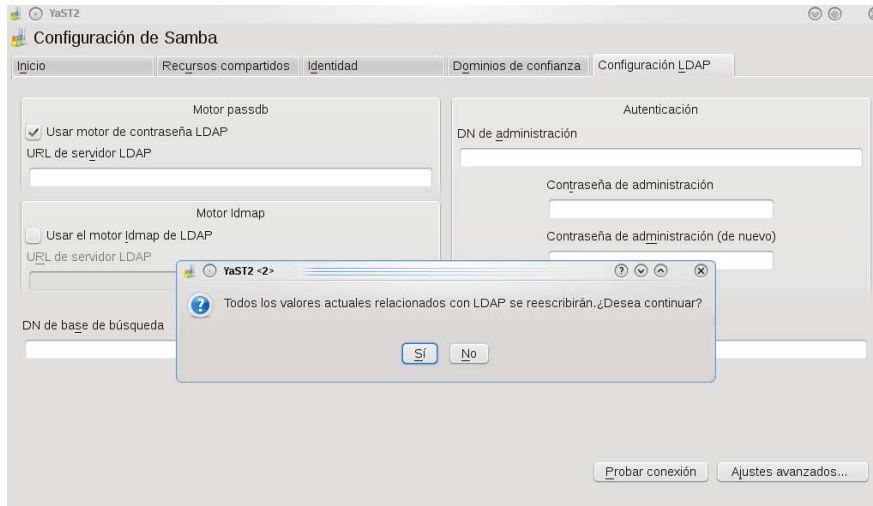 YaST2
Configuración de Samba
Inicio
Recursos compartidos
Identidad
Dominios de confianza
Configuración LDAP
Motor passdb
Usar motor de contraseña LDAP
URL de servidor LDAP
Motor Idmap
Usar el motor Idmap de LDAP
URL de servidor LDAP
Autenticación
DN de administración
Contraseña de administración
Contraseña de administración (de nuevo)
YaST2 <2>
Todos los valores actuales relacionados con LDAP se reescribirán.¿Desea continuar?
Sí
No
DN de base de búsqueda
Probar conexión
Ajustes avanzados...